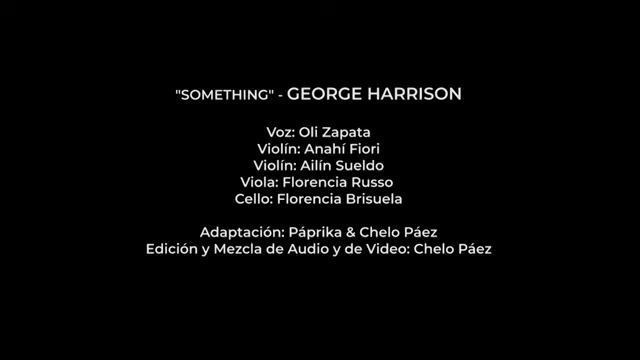 "SOMETHING" - GEORGE HARRISON
Voz: Oli Zapata
Violín: Anahí Fiori
Violín: Ailín Sueldo
Viola: Florencia Russo
Cello: Florencia Brisuela
Adaptación: Páprika & Chelo Páez
Edición y Mezcla de Audio y de Video: Chelo Páez